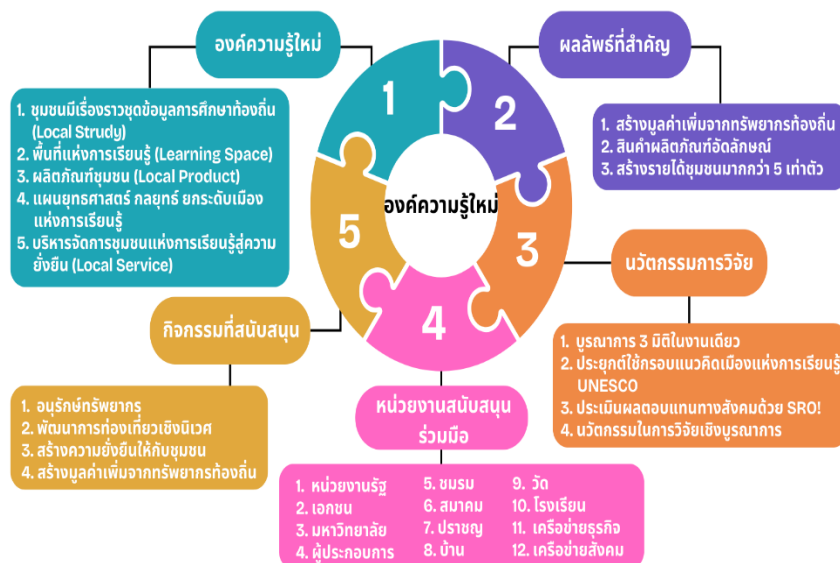 องค์ความรู้ใหม่
1
1. ชุมชนมีเรื่องราวชุดข้อมูลการศึกษาท้องถิ่น
(Local Strudy)
2. พื้นที่แห่งการเรียนรู้ (Learning Space)
3. ผลิตภัณฑ์ชุมชน (Local Product)
4. แผนยุทธศาสตร์ กลยุทธ์ ยกระดับเมือง
แห่งการเรียนรู้
5. บริหารจัดการชุมชนแห่งการเรียนรู้สู่ความ
ยั่งยืน (Local Service)
ผลลัพธ์ที่สำคัญ
2
1. สร้างมูลค่าเพิ่มจากทรัพยากรท้องถิ่น
2. สินค้าผลิตภัณฑ์อัดลักษณ์
3. สร้างรายได้ชุมชนมากกว่า 5 เท่าตัว
องค์ความรู้ใหม่
3
นวัตกรรมการวิจัย
1. บูรณาการ 3 มิติในงานเดียว
2. ประยุกต์ใช้กรอบแนวคิดเมืองแห่งการเรียนรู้
UNESCO
3. ประเมินผลตอบแทนทางสังคมด้วย SRO!
4. นวัตกรรมในการวิจัยเชิงบูรณาการ
4
หน่วยงานสนับสนุน
ร่วมมือ
1. หน่วยงานรัฐ
2. เอกชน
3. มหาวิทยาลัย
4. ผู้ประกอบการ
5. ชมรม
6. สมาคม
7. ปราชญ
8. บ้าน
9. วัด
10. โรงเรียน
11. เครือข่ายธุรกิจ
12. เครือข่ายสังคม
5
กิจกรรมที่สนับสนุน
1. อนุรักษ์ทรัพยากร
2. พัฒนาการท่องเที่ยวเชิงนิเวศ
3. สร้างความยั่งยืนให้กับชุมชน
4. สร้างมูลค่าเพิ่มจากทรัพยากรท้องถิ่น